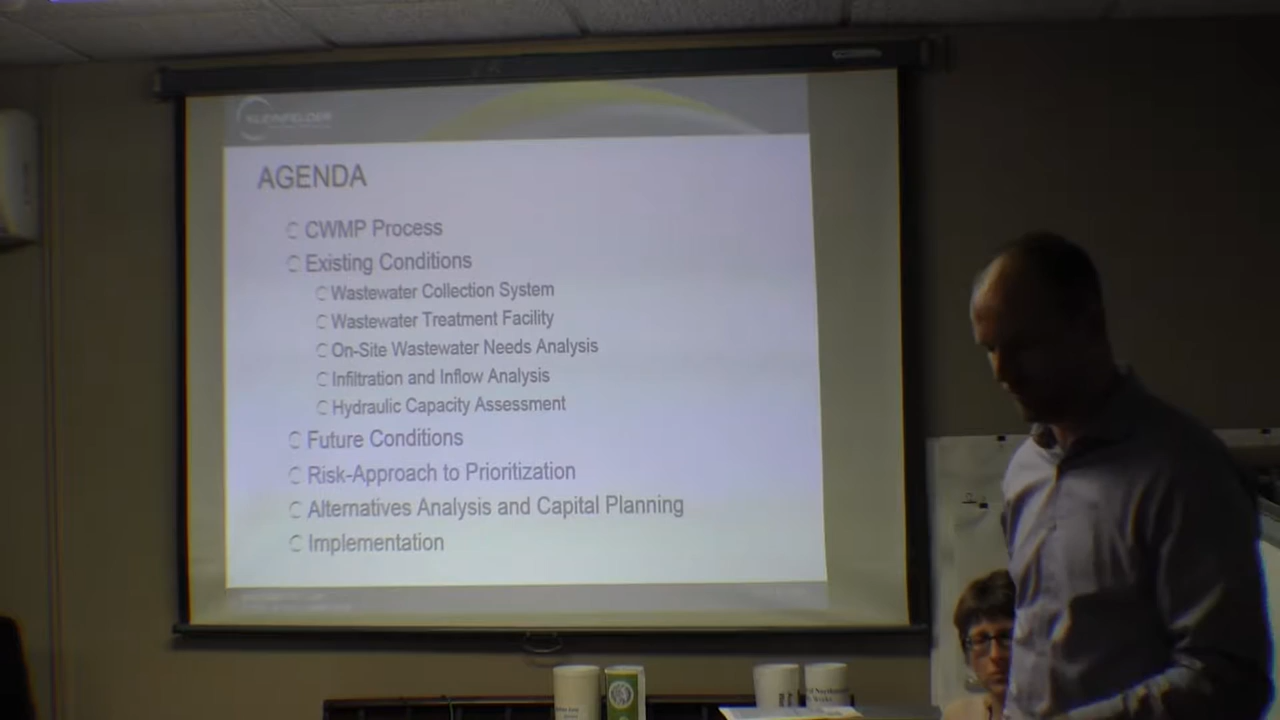 KLEINFELDER
AGENDA
CWMP Process
Existing Conditions
Wastewater Collection System
Wastewater Treatment Facility
On-Site Wastewater Needs Analysis
Infiltration and Inflow Analysis
Hydraulic Capacity Assessment
Future Conditions
Risk-Approach to Prioritization
Alternatives Analysis and Capital Planning
Implementation